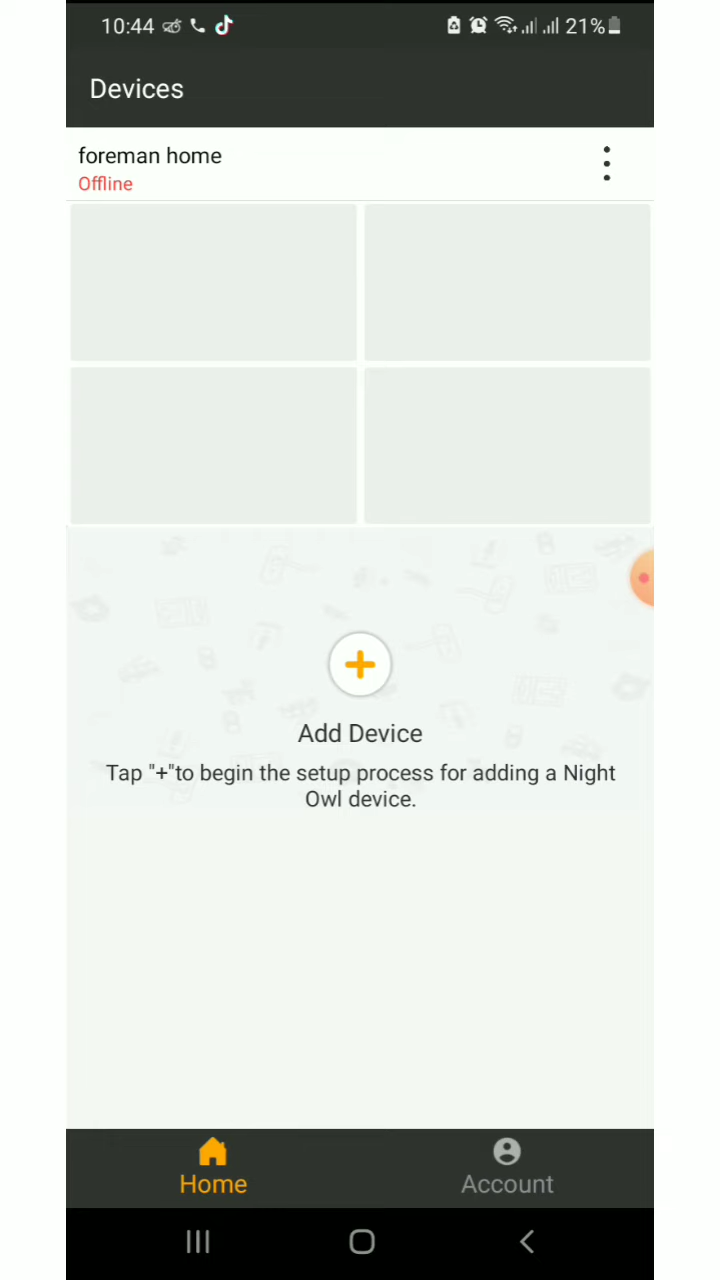 10:44 21%
Devices
foreman home
Offline
Add Device
Tap "+"to begin the setup process for adding a Night
Owl device.
Home Account